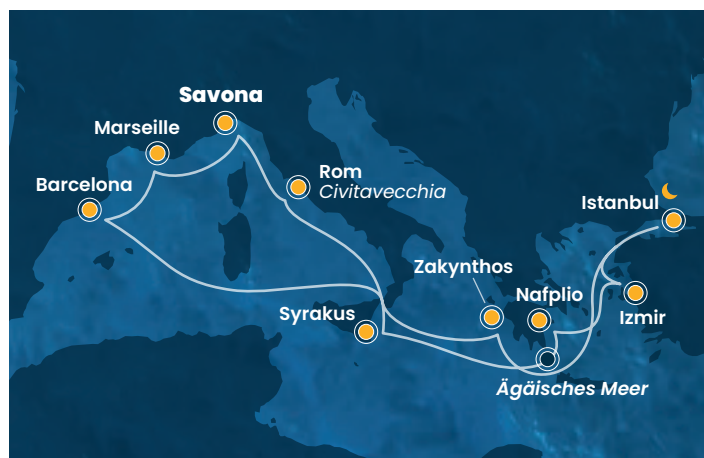 Savona
Marseille
Barcelona
Rom
Civitavecchia
Istanbul
Zakynthos
Nafplio
Syrakus
Izmir
Ägäisches Meer